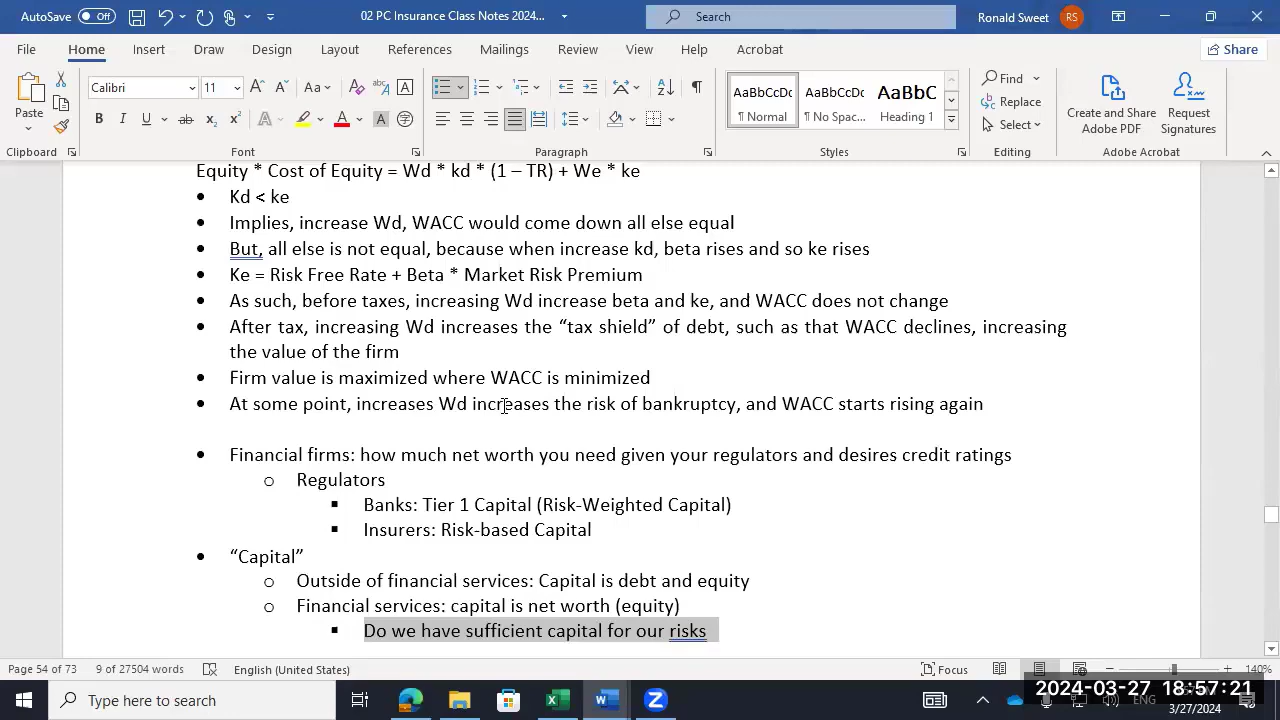 AutoSave Off 02 PC Insurance Class Notes 2024... Search Ronald Sweet RS
File Home Insert Draw Design Layout References Mailings Review View Help Acrobat Share
Paste Calibri 11 Aa AaBbCcDc AaBbCcDc AaBbC Find Replace Select Create and Share Adobe PDF Request Signatures
B I U ab x₂ x² A A A ¶ Normal ¶ No Spac... Heading 1
Clipboard Font Paragraph Styles Editing Adobe Acrobat
Equity * Cost of Equity = Wd * kd * (1 – TR) + We * ke
• Kd < ke
• Implies, increase Wd, WACC would come down all else equal
• But, all else is not equal, because when increase kd, beta rises and so ke rises
• Ke = Risk Free Rate + Beta * Market Risk Premium
• As such, before taxes, increasing Wd increase beta and ke, and WACC does not change
• After tax, increasing Wd increases the “tax shield” of debt, such as that WACC declines, increasing
the value of the firm
• Firm value is maximized where WACC is minimized
• At some point, increases Wd increases the risk of bankruptcy, and WACC starts rising again
• Financial firms: how much net worth you need given your regulators and desires credit ratings
o Regulators
▪ Banks: Tier 1 Capital (Risk-Weighted Capital)
▪ Insurers: Risk-based Capital
• “Capital”
o Outside of financial services: Capital is debt and equity
o Financial services: capital is net worth (equity)
▪ Do we have sufficient capital for our risks
Page 54 of 73 9 of 27504 words English (United States) Focus 140%
Type here to search ENG 2024-03-27 18:57:21
3/27/2024